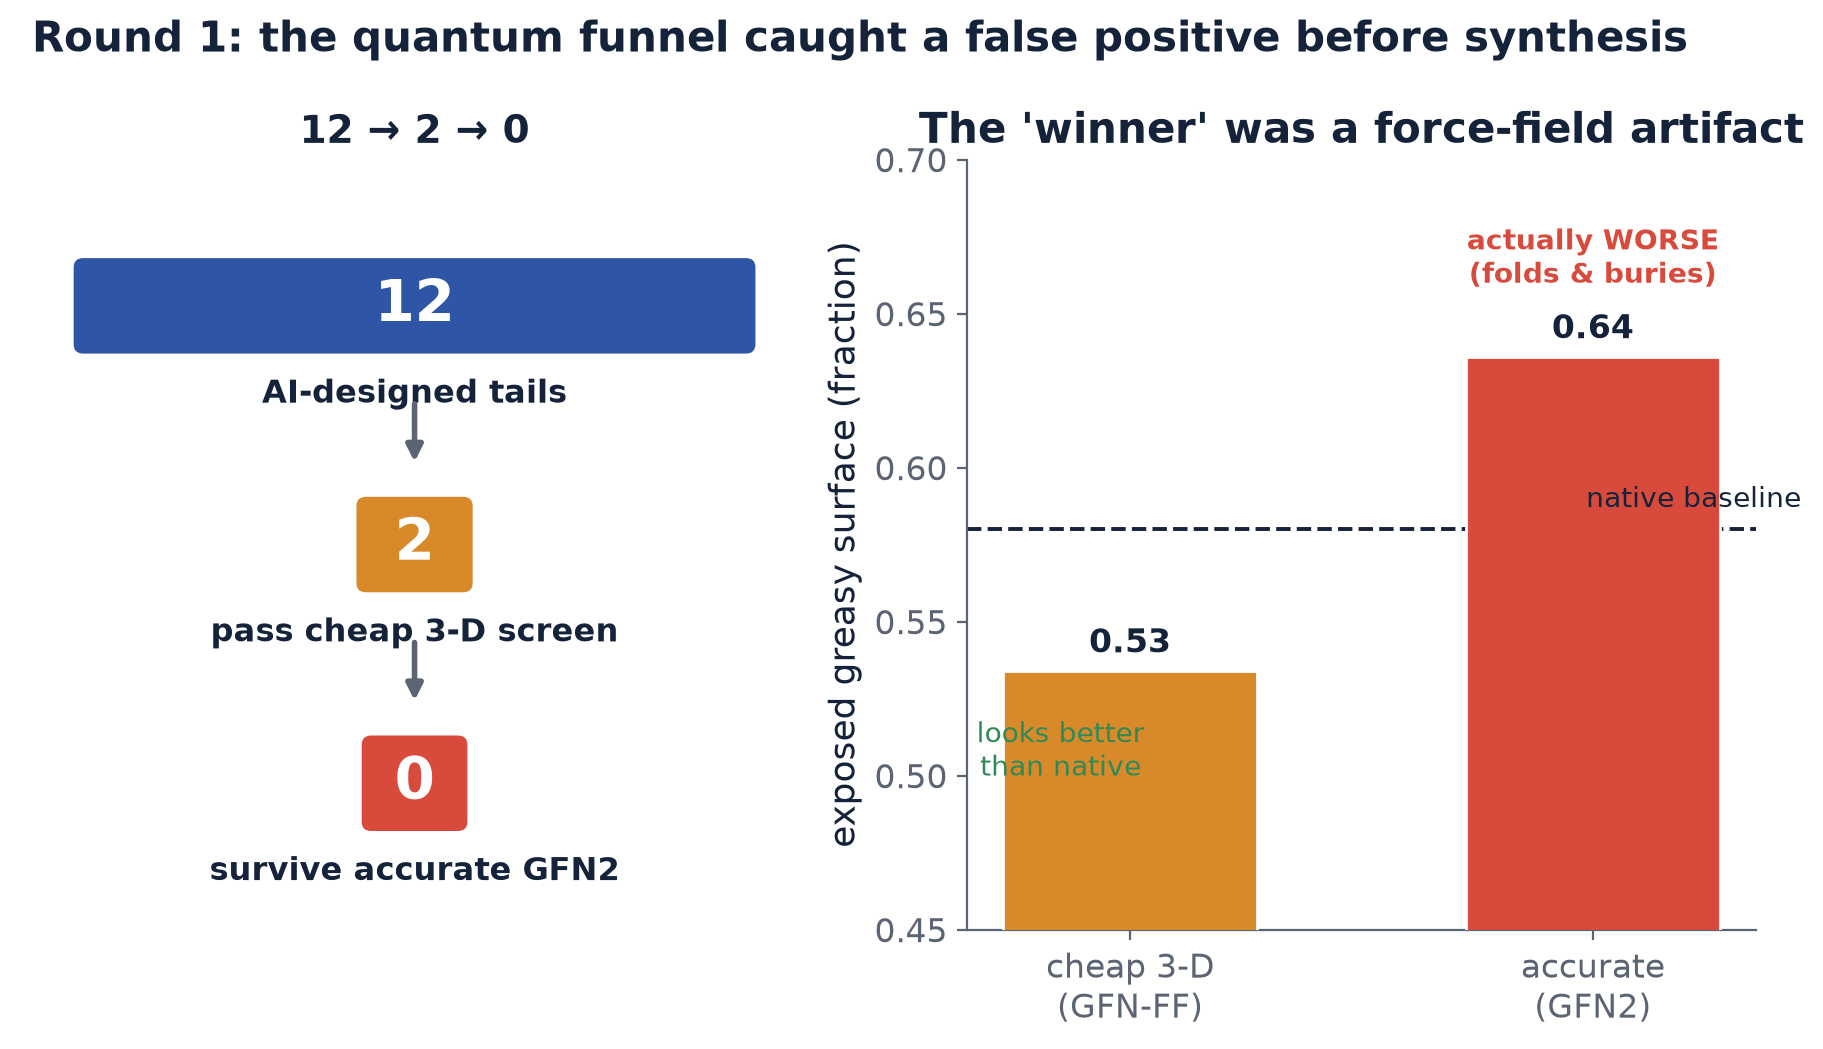 Round 1: the quantum funnel caught a false positive before synthesis
12 → 2 → 0
12
AI-designed tails
2
pass cheap 3-D screen
0
survive accurate GFN2
The 'winner' was a force-field artifact
exposed greasy surface (fraction)
0.70
0.65
0.60
0.55
0.50
0.45
actually WORSE
(folds & buries)
0.64
native baseline
0.53
looks better
than native
cheap 3-D
(GFN-FF)
accurate
(GFN2)